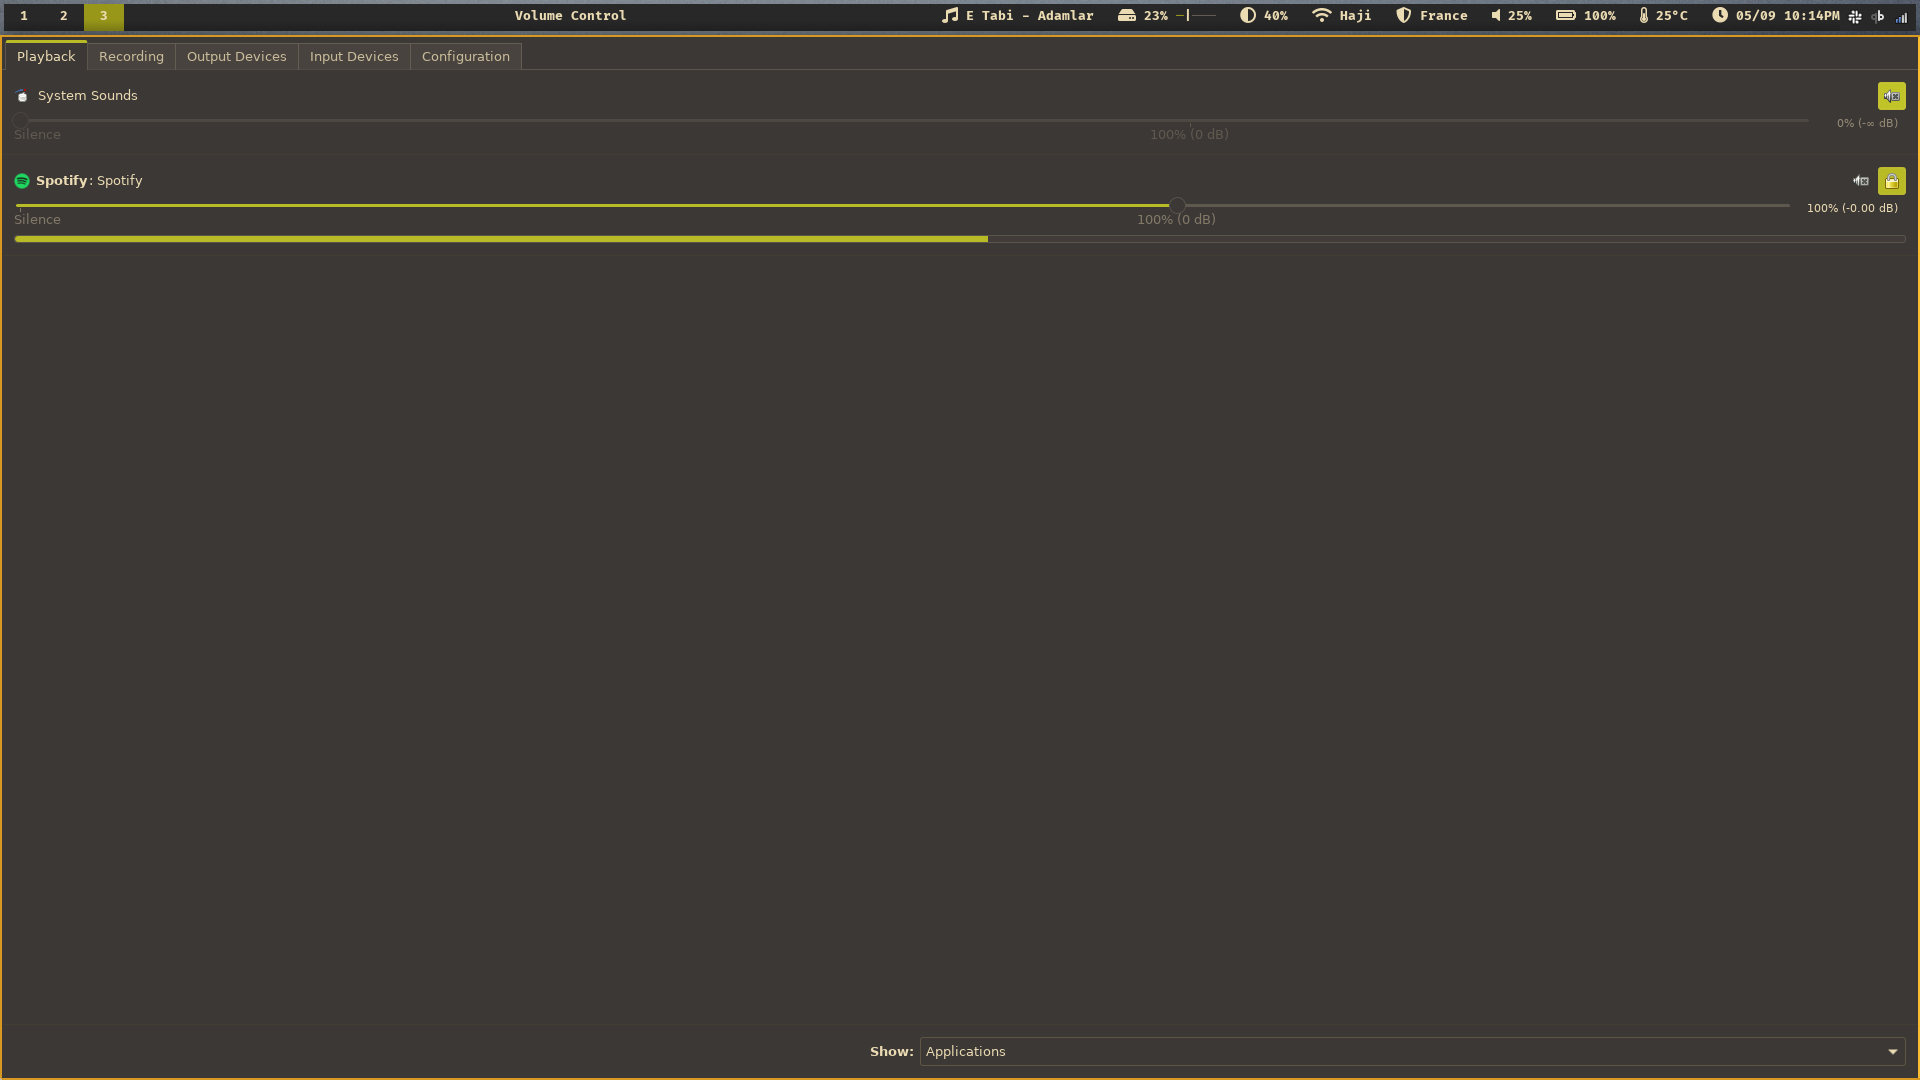 1 2 3 Volume Control E Tabi – Adamlar 23% 40% Haji France 25% 100% 25°C 05/09 10:14PM
Playback Recording Output Devices Input Devices Configuration
System Sounds
0% (-∞ dB)
Silence 100% (0 dB)
Spotify: Spotify
100% (-0.00 dB)
Silence 100% (0 dB)
Show: Applications